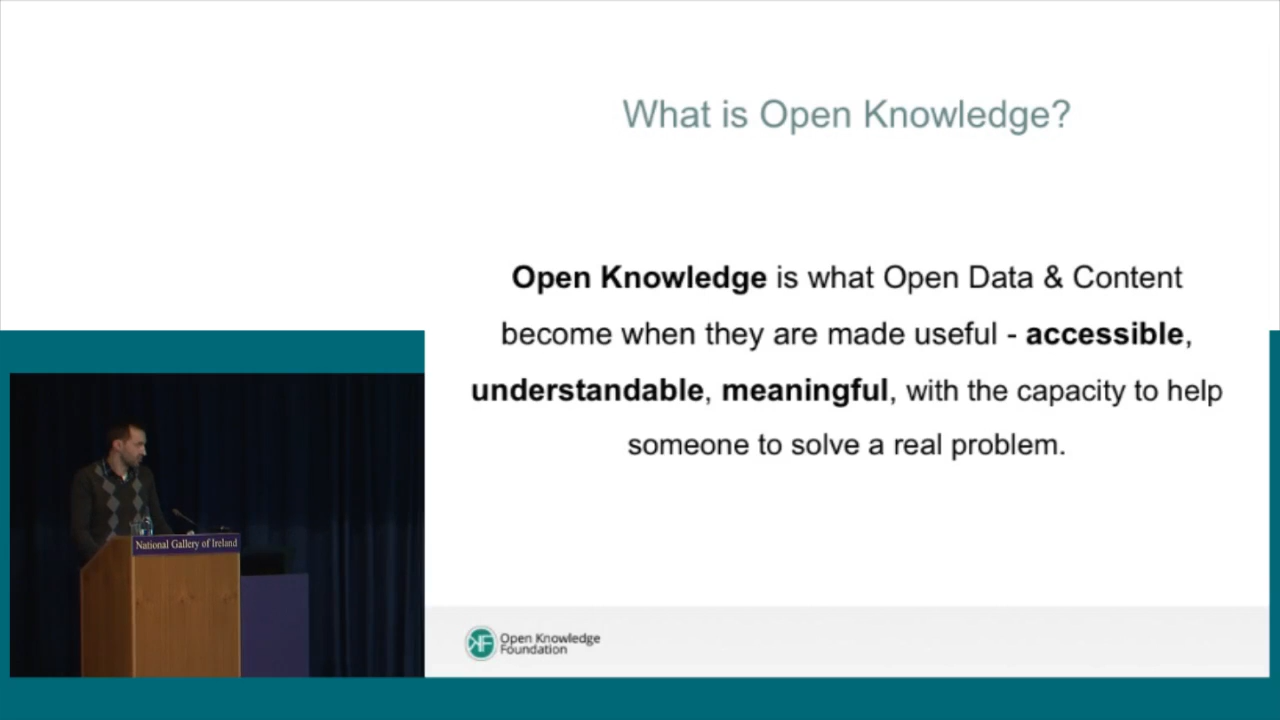 What is Open Knowledge?
Open Knowledge is what Open Data & Content
become when they are made useful - accessible,
understandable, meaningful, with the capacity to help
someone to solve a real problem.
National Gallery of Ireland
Open Knowledge
Foundation